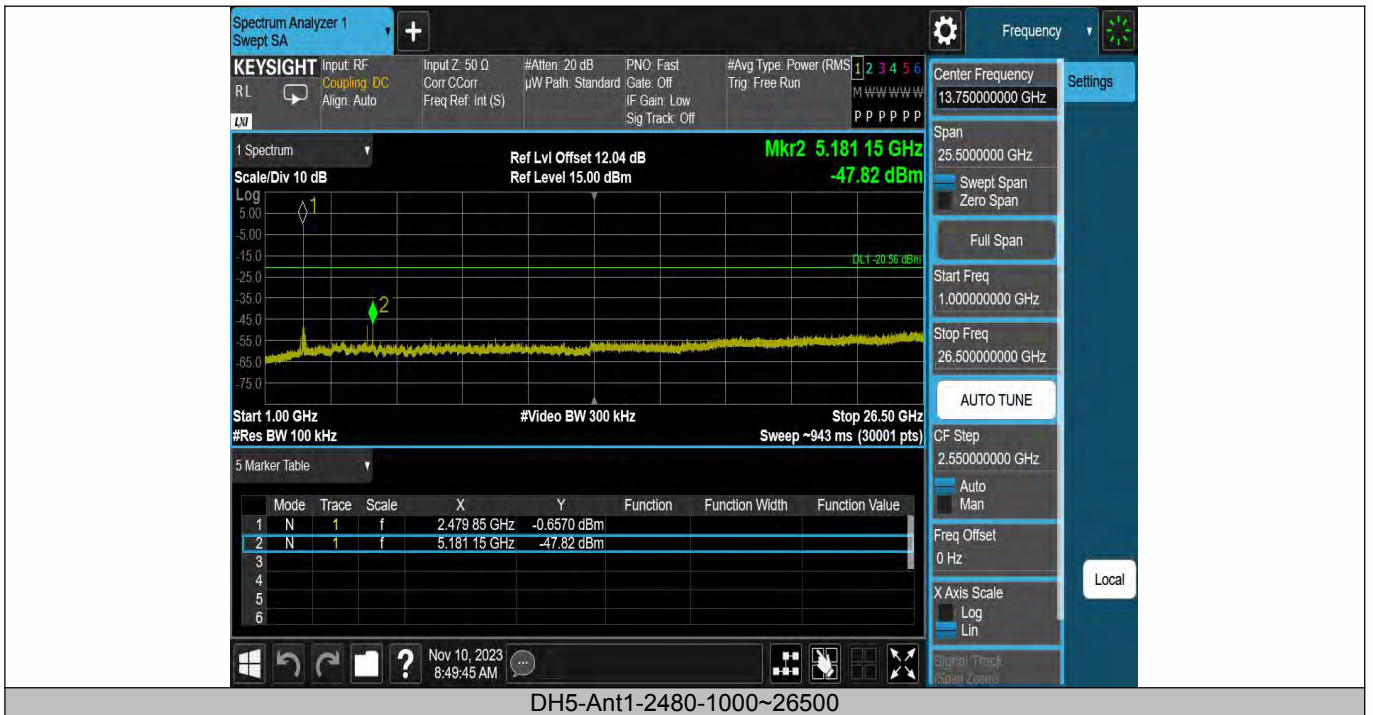 Spectrum Analyzer 1
Swept SA
+
Frequency
KEYSIGHT
RL
LXI
Input: RF
Coupling: DC
Align: Auto
Input Z: 50 Ω
Corr CCorr
Freq Ref: Int (S)
#Atten: 20 dB
µW Path: Standard
PNO: Fast
Gate: Off
IF Gain: Low
Sig Track: Off
#Avg Type: Power (RMS
Trig: Free Run
1 2 3 4 5 6
M W W W W W
P P P P P P
1 Spectrum
Scale/Div 10 dB
Ref Lvl Offset 12.04 dB
Ref Level 15.00 dBm
Mkr2 5.181 15 GHz
-47.82 dBm
Log
5.00
-5.00
-15.0
-25.0
-35.0
-45.0
-55.0
-65.0
-75.0
1
2
DL1 -20.56 dBm
Start 1.00 GHz
#Video BW 300 kHz
Stop 26.50 GHz
#Res BW 100 kHz
Sweep ~943 ms (30001 pts)
5 Marker Table
Mode Trace Scale X Y Function Function Width Function Value
1 N 1 f 2.479 85 GHz -0.6570 dBm
2 N 1 f 5.181 15 GHz -47.82 dBm
3
4
5
6
Nov 10, 2023
8:49:45 AM
Center Frequency
13.750000000 GHz
Settings
Span
25.5000000 GHz
Swept Span
Zero Span
Full Span
Start Freq
1.000000000 GHz
Stop Freq
26.500000000 GHz
AUTO TUNE
CF Step
2.550000000 GHz
Auto
Man
Freq Offset
0 Hz
X Axis Scale
Log
Lin
Local
Signal Track
(Span Zoom)
DH5-Ant1-2480-1000~26500